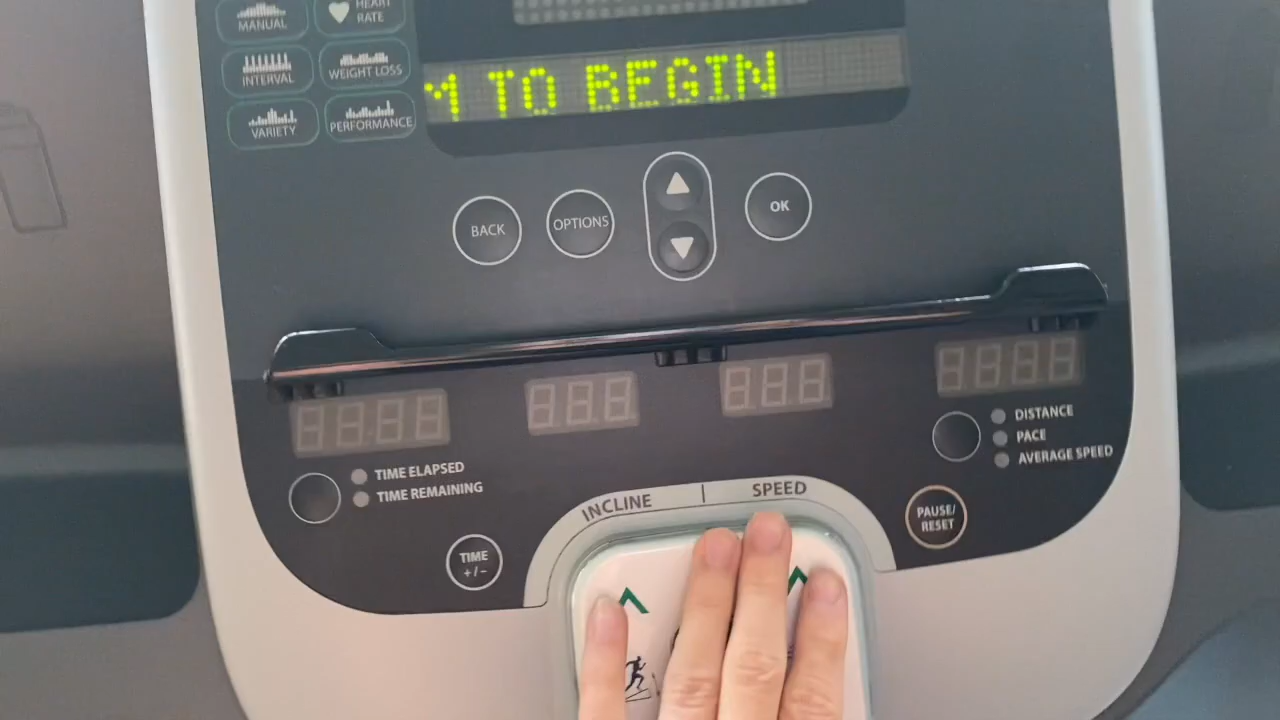 HEART
RATE
MANUAL
INTERVAL
WEIGHT LOSS
VARIETY
PERFORMANCE
TO BEGIN
BACK
OPTIONS
OK
TIME ELAPSED
TIME REMAINING
DISTANCE
PACE
AVERAGE SPEED
INCLINE | SPEED
PAUSE/
RESET
TIME
+/−